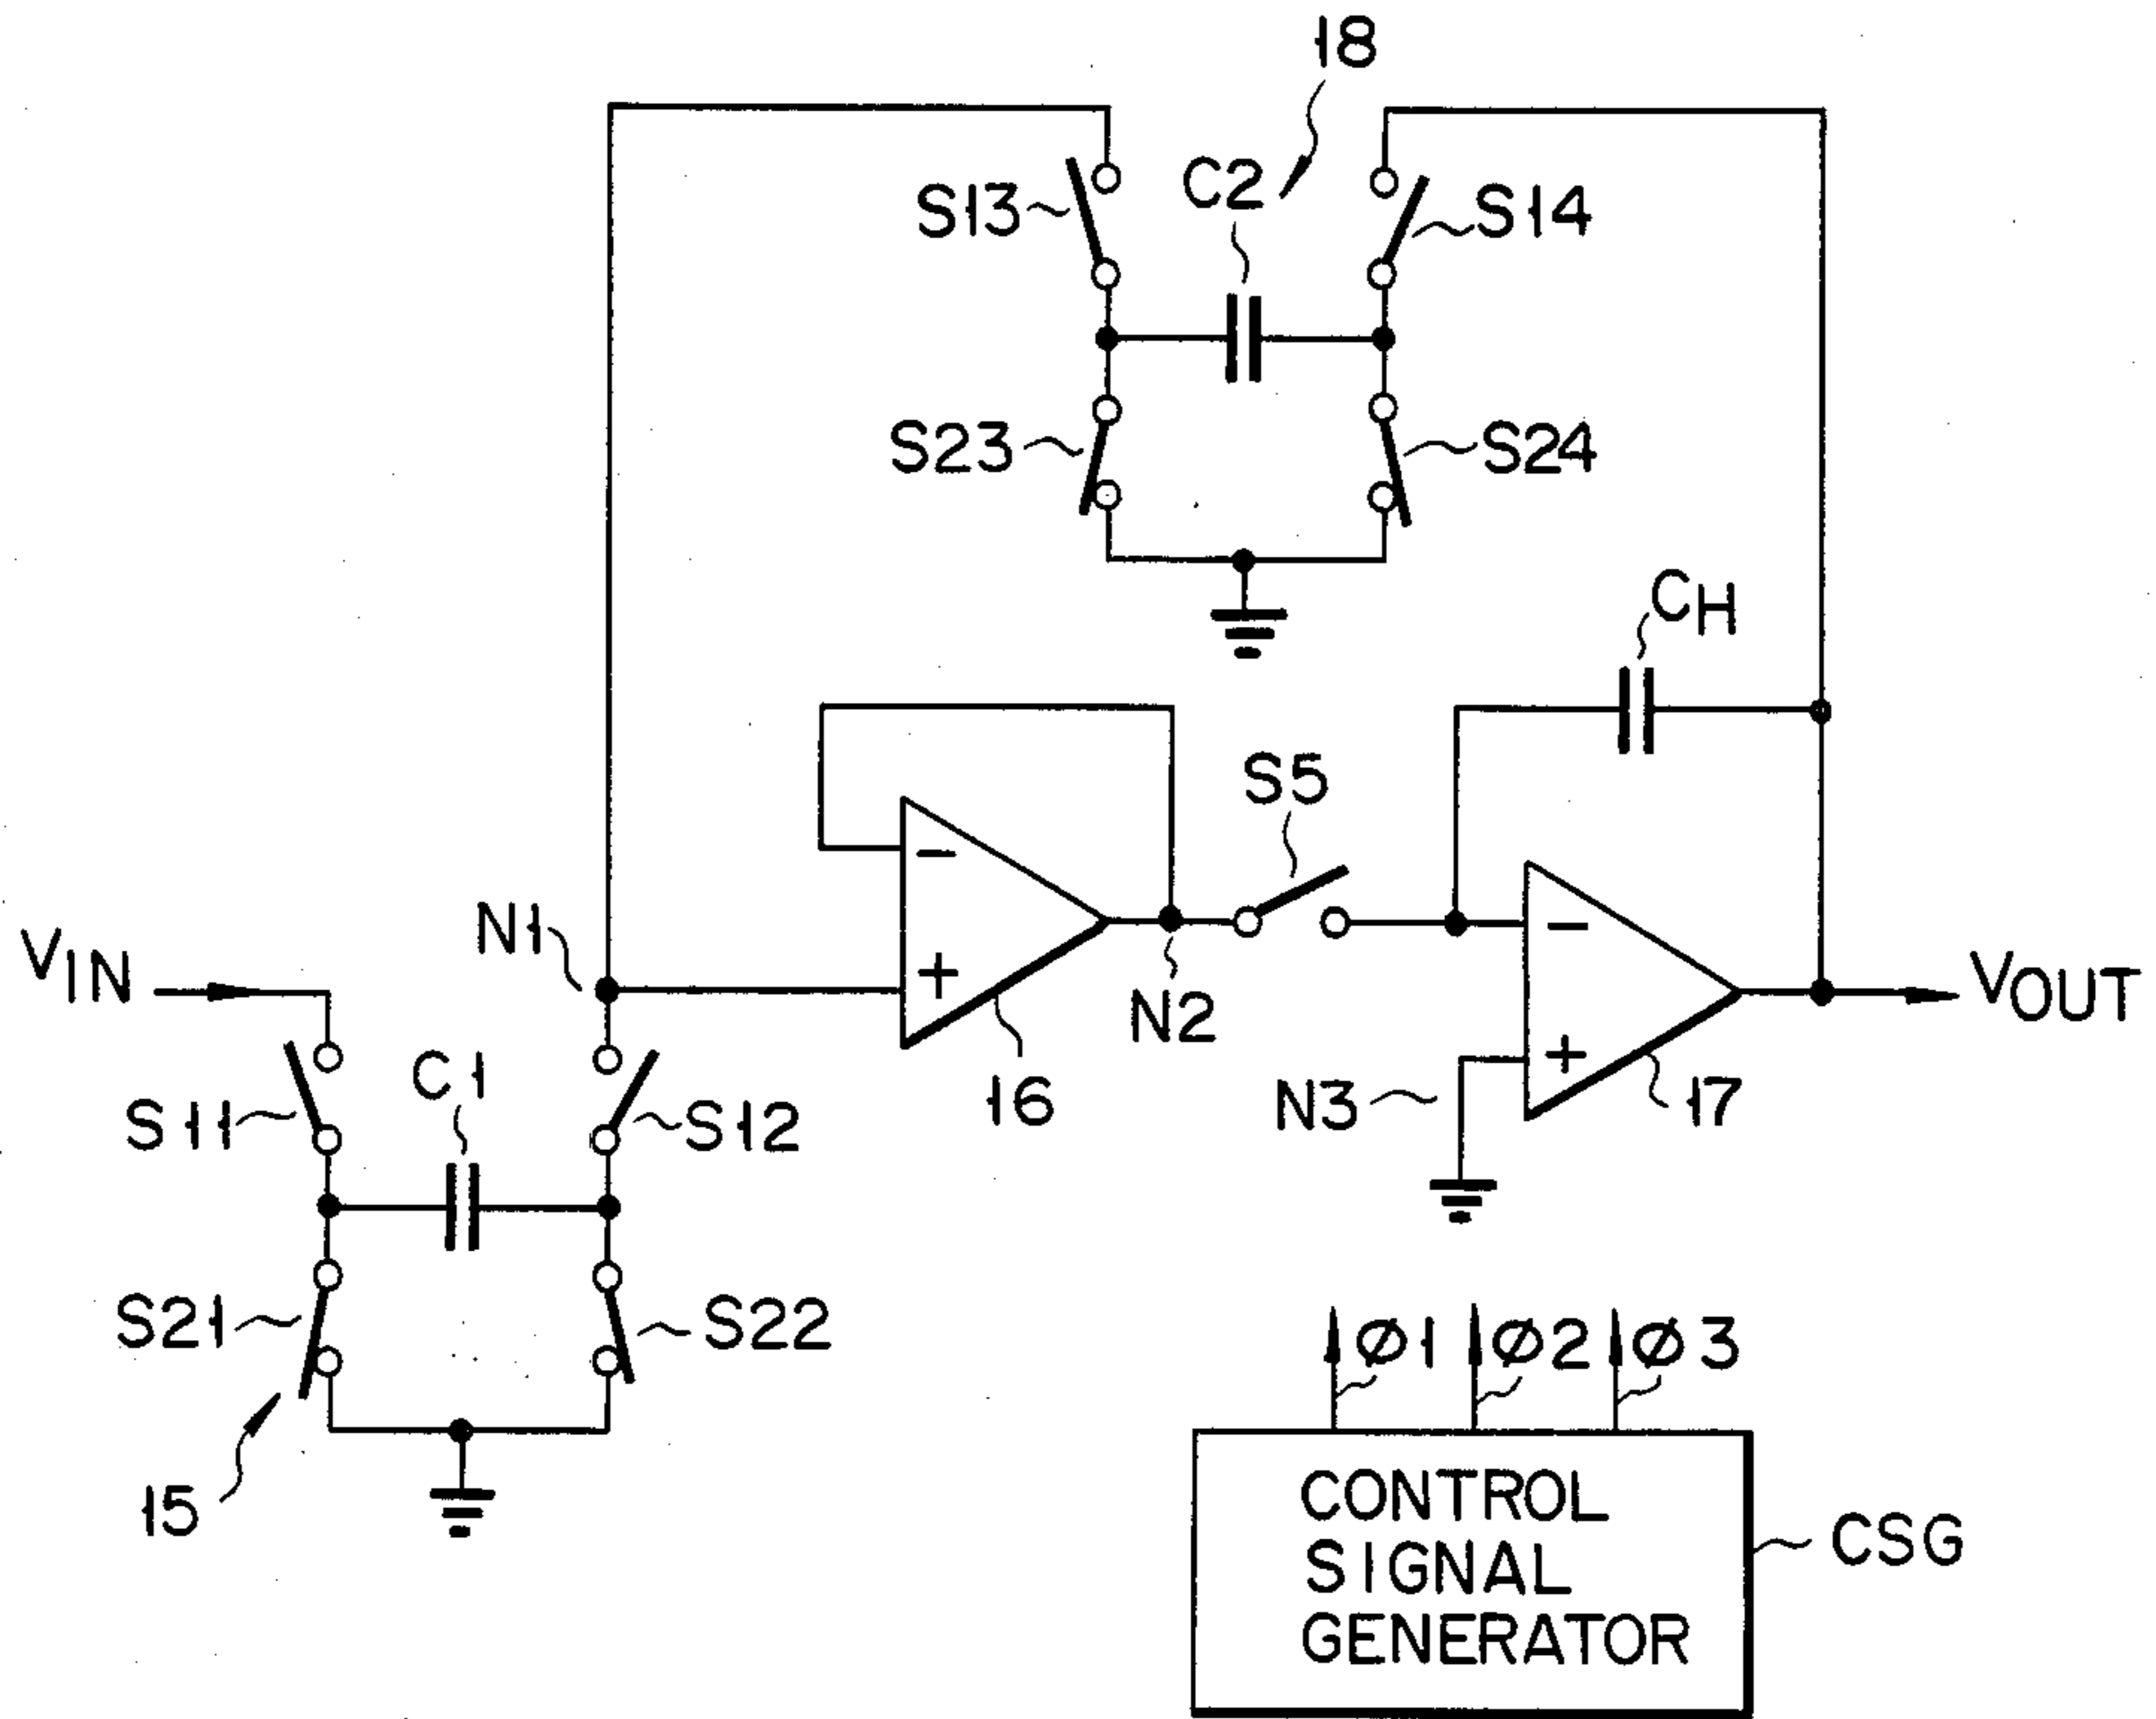 18
S13
C2
S14
S23
S24
CH
S5
N1
VIN
−
+
N2
16
−
+
N3
17
VOUT
S11
C1
S12
S21
S22
15
Ø1
Ø2
Ø3
CONTROL
SIGNAL
GENERATOR
CSG